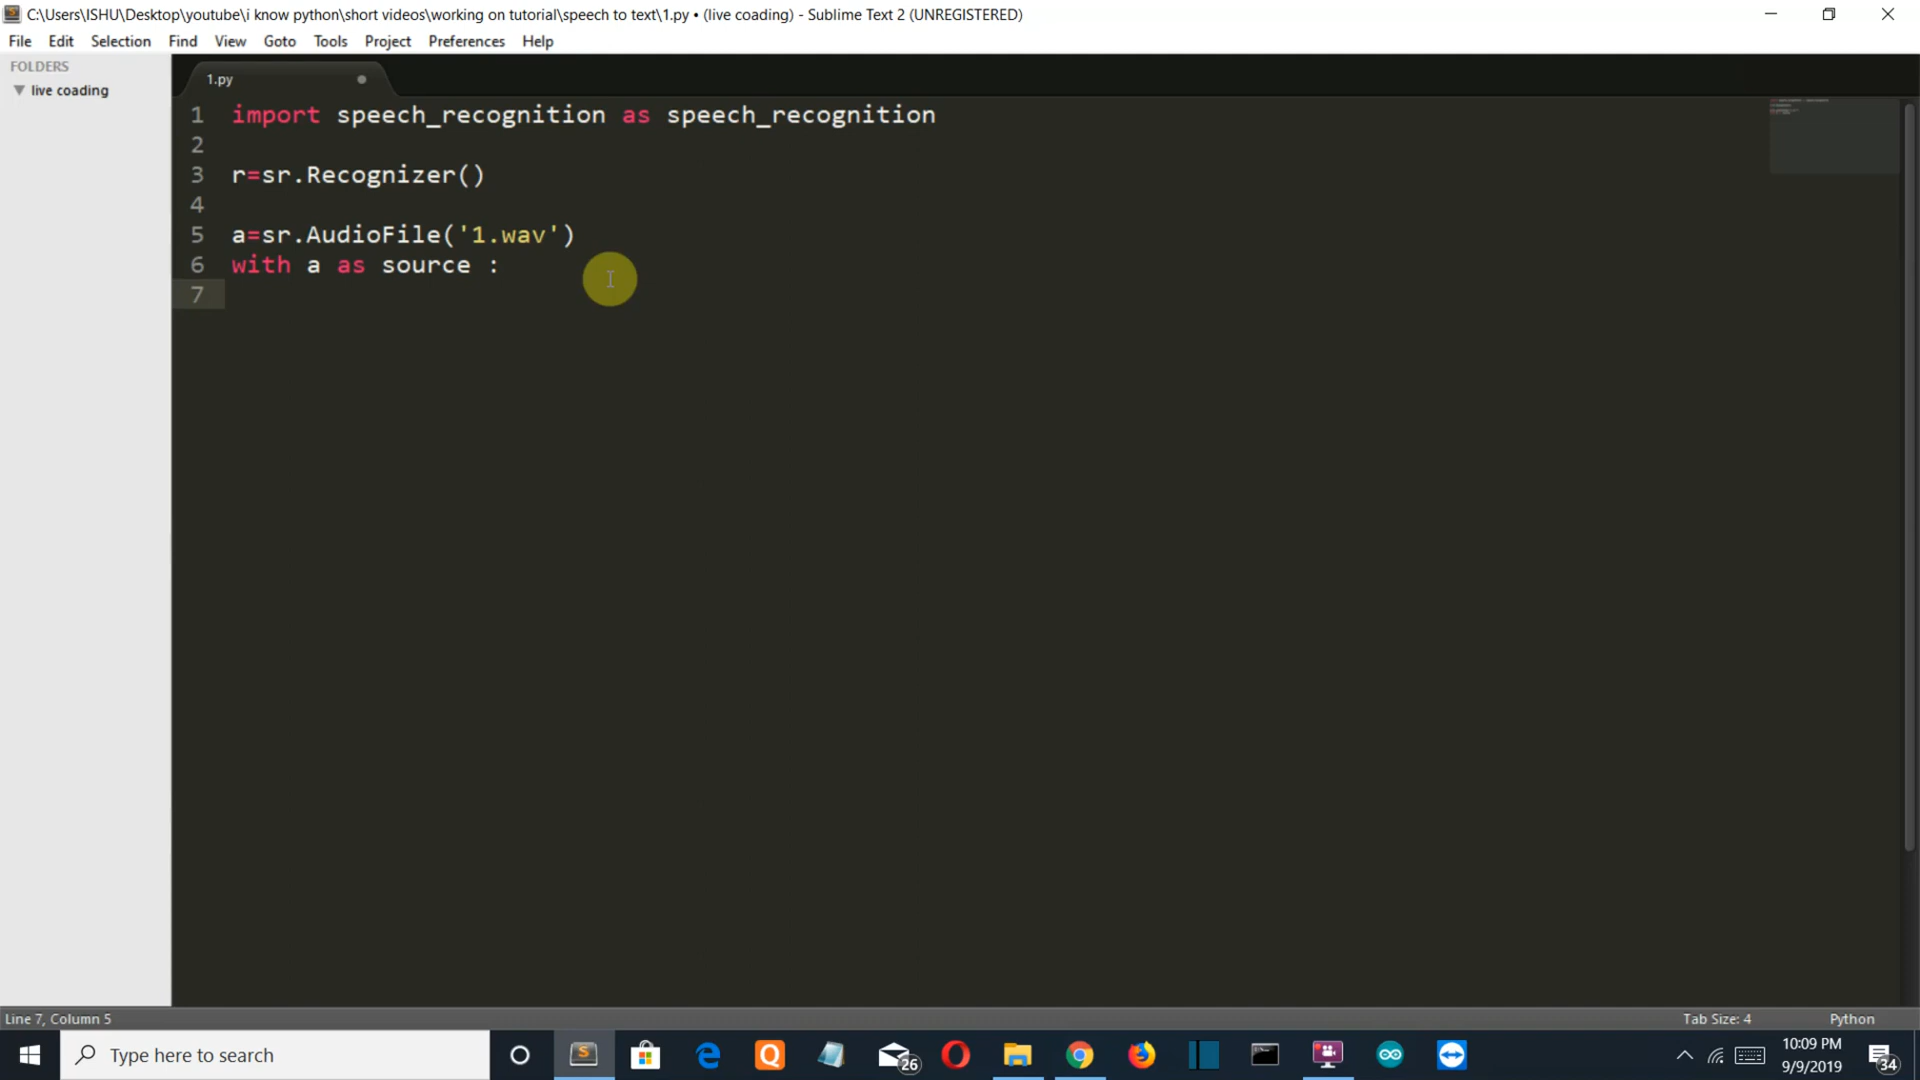 C:\Users\ISHU\Desktop\youtube\i know python\short videos\working on tutorial\speech to text\1.py • (live coading) - Sublime Text 2 (UNREGISTERED)
File Edit Selection Find View Goto Tools Project Preferences Help
FOLDERS
live coading
1.py
1 import speech_recognition as speech_recognition
2
3 r=sr.Recognizer()
4
5 a=sr.AudioFile('1.wav')
6 with a as source :
7
Line 7, Column 5
Tab Size: 4
Python
Type here to search
26
10:09 PM
9/9/2019
34